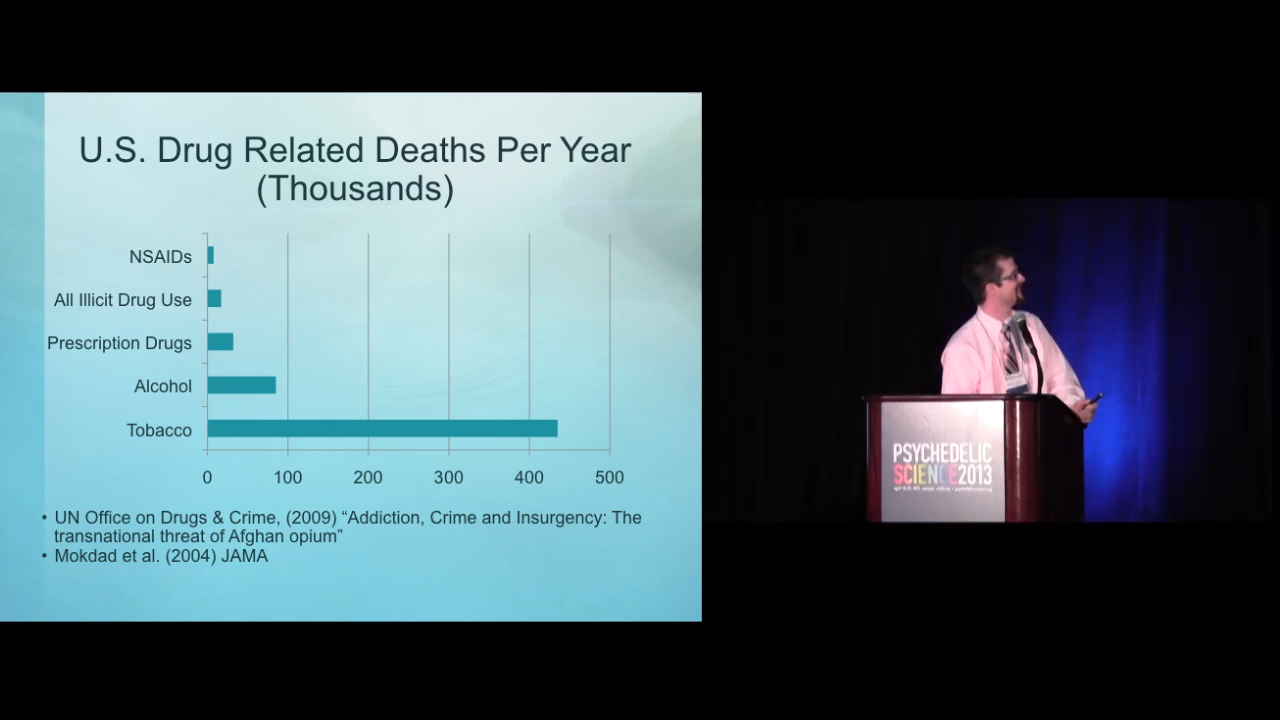 U.S. Drug Related Deaths Per Year
(Thousands)
NSAIDs
All Illicit Drug Use
Prescription Drugs
Alcohol
Tobacco
0 100 200 300 400 500
• UN Office on Drugs & Crime, (2009) “Addiction, Crime and Insurgency: The
transnational threat of Afghan opium”
• Mokdad et al. (2004) JAMA
PSYCHEDELIC
SCIENCE2013